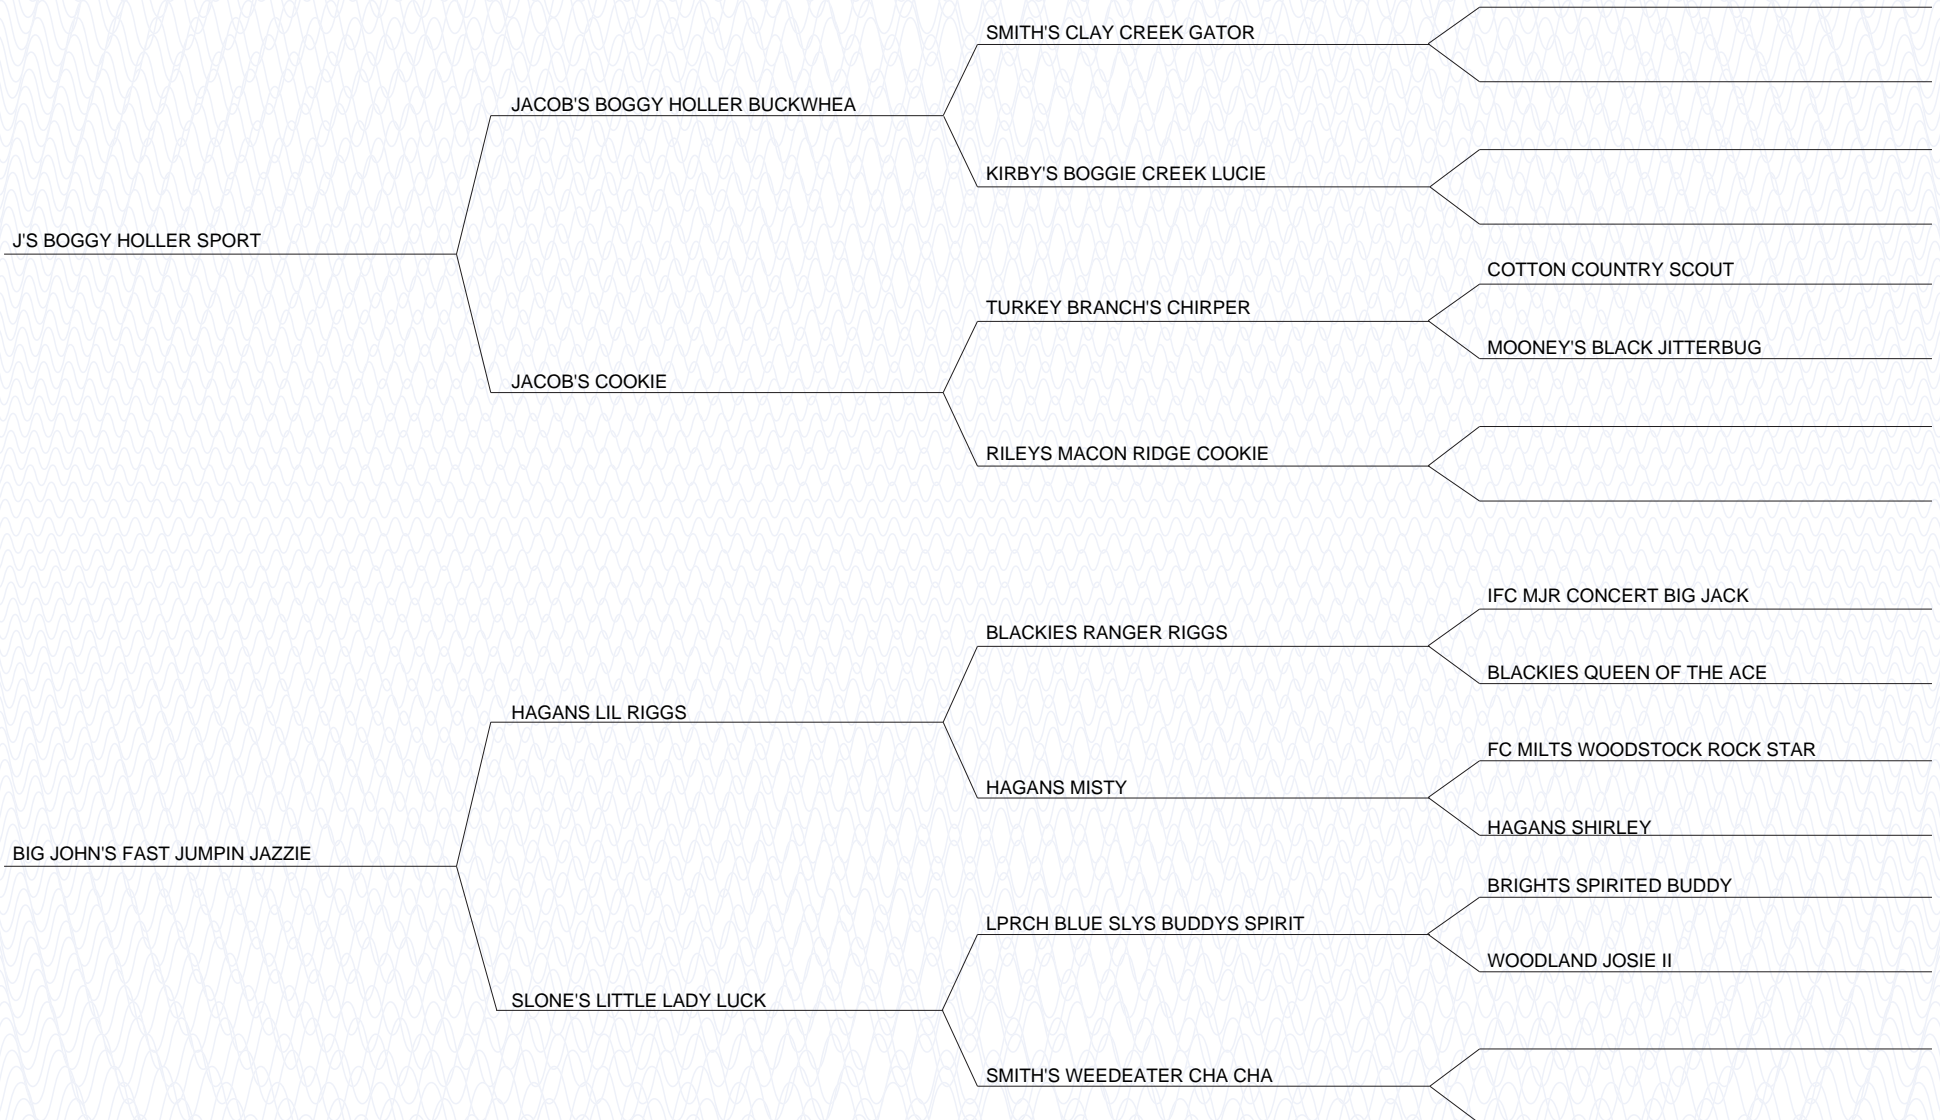 SMITH'S CLAY CREEK GATOR
JACOB'S BOGGY HOLLER BUCKWHEA
KIRBY'S BOGGIE CREEK LUCIE
J'S BOGGY HOLLER SPORT
COTTON COUNTRY SCOUT
TURKEY BRANCH'S CHIRPER
MOONEY'S BLACK JITTERBUG
JACOB'S COOKIE
RILEYS MACON RIDGE COOKIE
IFC MJR CONCERT BIG JACK
BLACKIES RANGER RIGGS
BLACKIES QUEEN OF THE ACE
HAGANS LIL RIGGS
FC MILTS WOODSTOCK ROCK STAR
HAGANS MISTY
HAGANS SHIRLEY
BIG JOHN'S FAST JUMPIN JAZZIE
BRIGHTS SPIRITED BUDDY
LPRCH BLUE SLYS BUDDYS SPIRIT
WOODLAND JOSIE II
SLONE'S LITTLE LADY LUCK
SMITH'S WEEDEATER CHA CHA